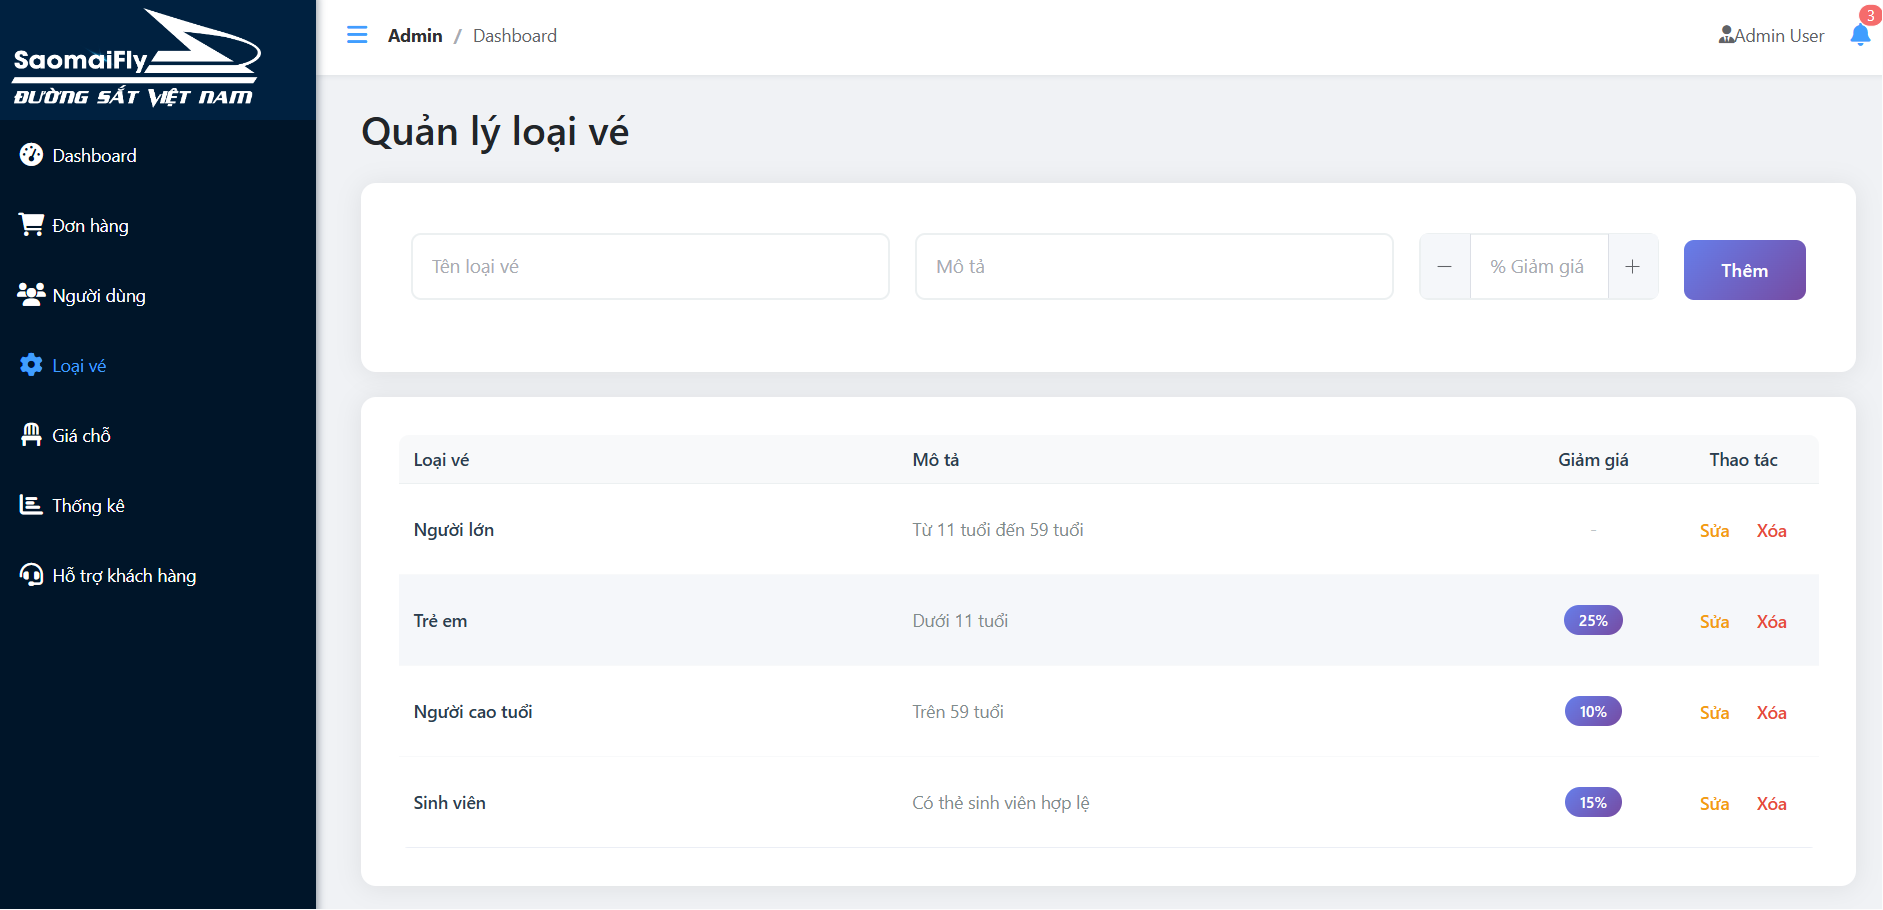 SaomaiFly
ĐƯỜNG SẮT VIỆT NAM
Dashboard
Đơn hàng
Người dùng
Loại vé
Giá chỗ
Thống kê
Hỗ trợ khách hàng
Admin / Dashboard
Admin User
3
Quản lý loại vé
Tên loại vé
Mô tả
− % Giảm giá +
Thêm
Loại vé Mô tả Giảm giá Thao tác
Người lớn Từ 11 tuổi đến 59 tuổi - Sửa Xóa
Trẻ em Dưới 11 tuổi 25% Sửa Xóa
Người cao tuổi Trên 59 tuổi 10% Sửa Xóa
Sinh viên Có thẻ sinh viên hợp lệ 15% Sửa Xóa